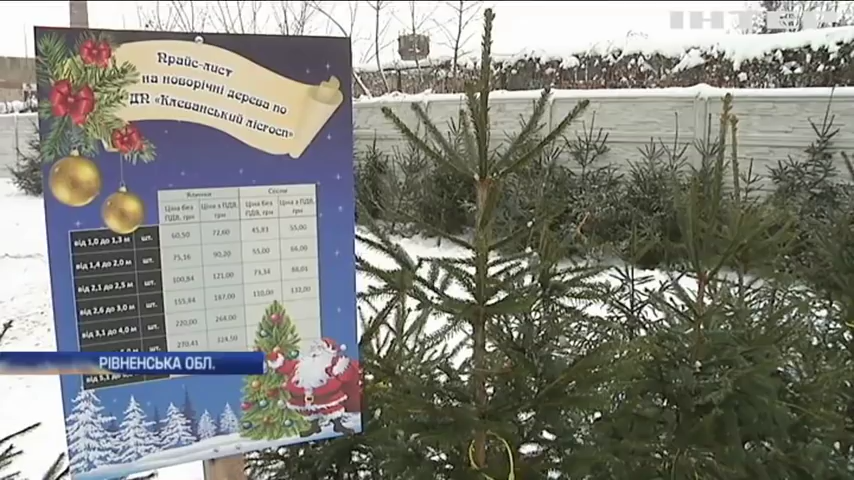 ІНТЕР
Прайс-лист
на новорічні дерева по
ДП «Клеванський лісгосп»
Ялинки Сосни
Ціна без ПДВ, грн Ціна з ПДВ, грн Ціна без ПДВ, грн Ціна з ПДВ, грн
від 1,0 до 1,3 м шт. 60,50 72,60 45,83 55,00
від 1,4 до 2,0 м шт. 75,16 90,20 55,00 66,00
від 2,1 до 2,5 м шт. 100,84 121,00 73,34 88,01
від 2,6 до 3,0 м шт. 155,84 187,00 110,00 132,00
від 3,1 до 4,0 м шт. 220,00 264,00
270,41 324,50
РІВНЕНСЬКА ОБЛ.